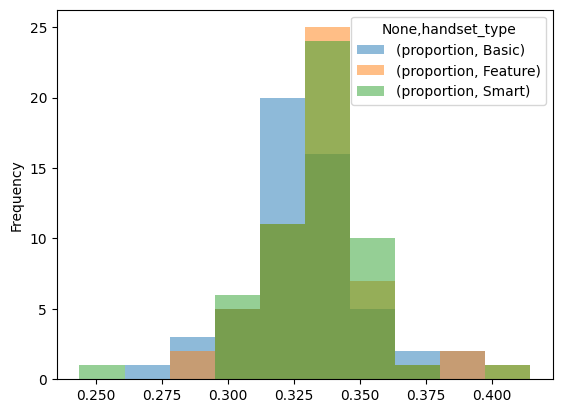 None,handset_type
(proportion, Basic)
(proportion, Feature)
(proportion, Smart)
Frequency
25
20
15
10
5
0
0.250 0.275 0.300 0.325 0.350 0.375 0.400